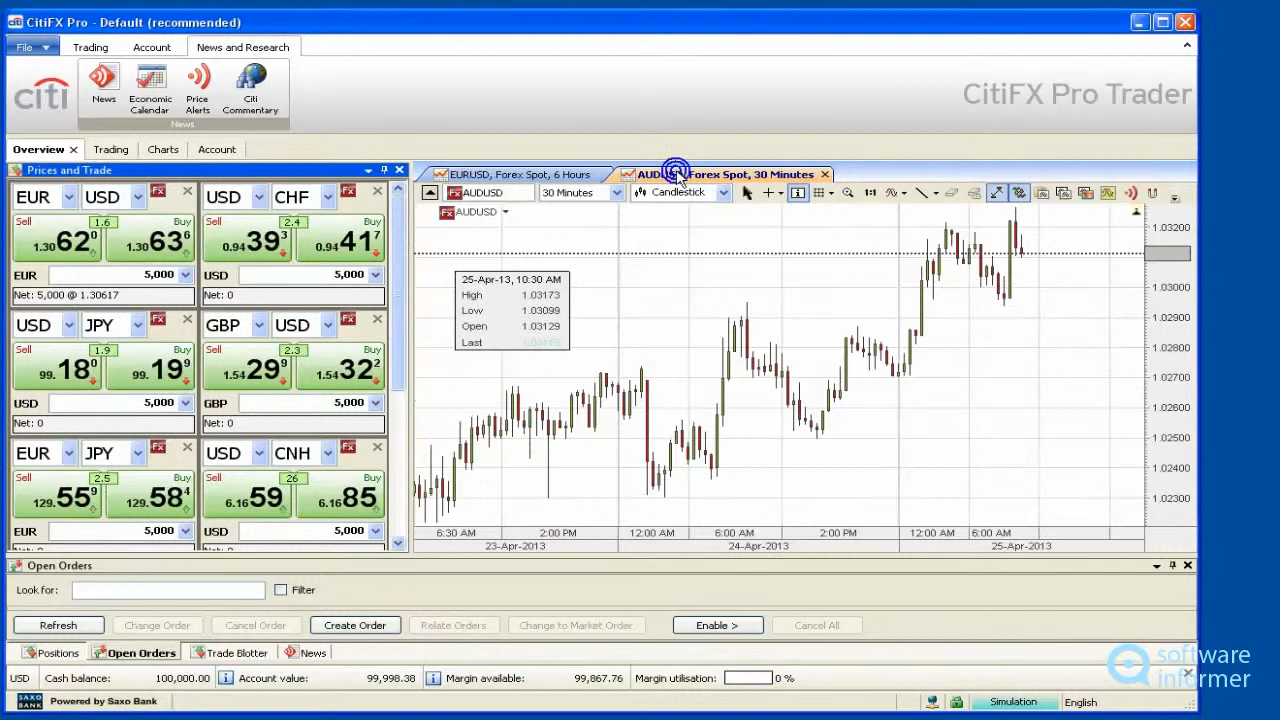 CitiFX Pro - Default (recommended)
File Trading Account News and Research
citi
News Economic Calendar Price Alerts Citi Commentary
News
CitiFX Pro Trader
Overview Trading Charts Account
Prices and Trade
EUR USD
Sell 1.6 Buy
1.30 62 0 1.30 63 6
EUR 5,000
Net: 5,000 @ 1.30617
USD CHF
Sell 2.4 Buy
0.94 39 3 0.94 41 7
USD 5,000
Net: 0
USD JPY
Sell 1.9 Buy
99. 18 0 99. 19 9
USD 5,000
Net: 0
GBP USD
Sell 2.3 Buy
1.54 29 9 1.54 32 2
GBP 5,000
Net: 0
EUR JPY
Sell 2.5 Buy
129. 55 9 129. 58 4
EUR 5,000
USD CNH
Sell 26 Buy
6.16 59 6.16 85
USD 5,000
EURUSD, Forex Spot, 6 Hours
Forex Spot, 30 Minutes
Fx AUDUSD 30 Minutes Candlestick 1:1
Fx AUDUSD
25-Apr-13, 10:30 AM
High 1.03173
Low 1.03099
Open 1.03129
Last
1.03200
1.03000
1.02900
1.02800
1.02700
1.02600
1.02500
1.02400
1.02300
6:30 AM 2:00 PM 12:00 AM 6:00 AM 2:00 PM 12:00 AM 6:00 AM
23-Apr-2013 24-Apr-2013 25-Apr-2013
Open Orders
Look for: Filter
Refresh Change Order Cancel Order Create Order Relate Orders Change to Market Order Enable > Cancel All
Positions Open Orders Trade Blotter News
USD Cash balance: 100,000.00 Account value: 99,998.38 Margin available: 99,867.76 Margin utilisation: 0 %
SAXO BANK Powered by Saxo Bank Simulation English
software
informer